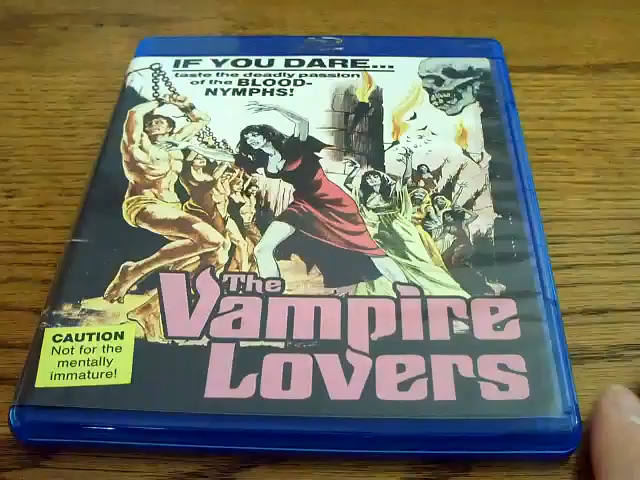 IF YOU DARE...
taste the deadly passion
of the BLOOD-
NYMPHS!
The
Vampire
Lovers
CAUTION
Not for the
mentally
immature!